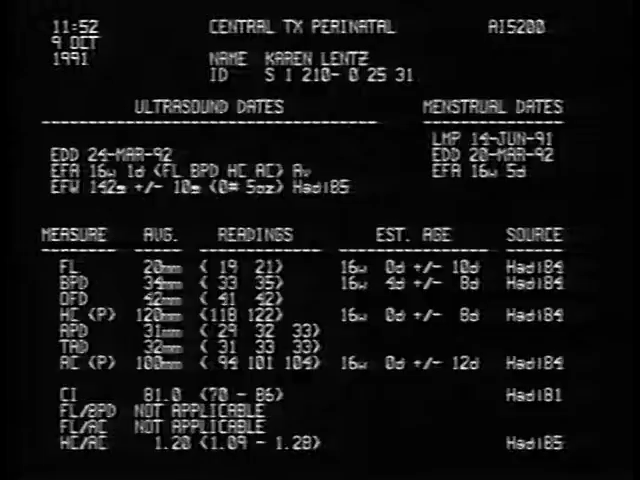 11:52 CENTRAL TX PERINATAL AI5200
9 OCT
1991 NAME KAREN LENTZ
ID S 1 210- 0 25 31
ULTRASOUND DATES MENSTRUAL DATES
LMP 14-JUN-91
EDD 24-MAR-92 EDD 20-MAR-92
EFA 16w 1d (FL BPD HC AC) Av EFA 16w 5d
EFW 142g +/- 10g (0# 5oz) Hadl85
MEASURE AVG. READINGS EST. AGE SOURCE
FL 20mm ( 19 21) 16w 0d +/- 10d Hadl84
BPD 34mm ( 33 35) 16w 4d +/- 8d Hadl84
OFD 42mm ( 41 42)
HC (P) 120mm (118 122) 16w 0d +/- 8d Hadl84
APD 31mm ( 29 32 33)
TAD 32mm ( 31 33 33)
AC (P) 100mm ( 94 101 104) 16w 0d +/- 12d Hadl84
CI 81.0 (70 - 86) Hadl81
FL/BPD NOT APPLICABLE
FL/AC NOT APPLICABLE
HC/AC 1.20 (1.09 - 1.28) Hadl85